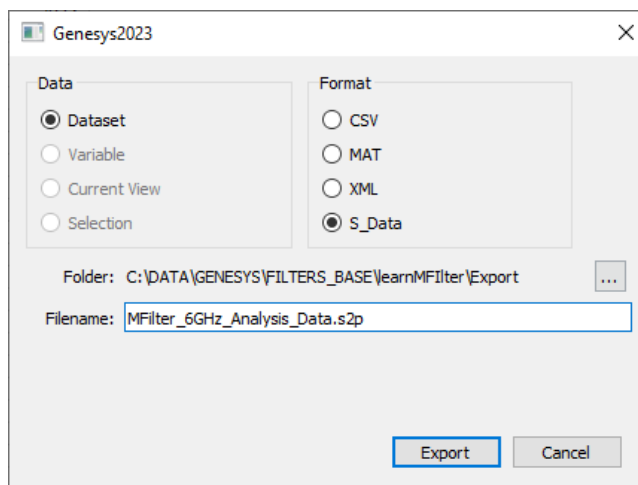 Genesys2023
Data
Dataset
Variable
Current View
Selection
Format
CSV
MAT
XML
S_Data
Folder: C:\DATA\GENESYS\FILTERS_BASE\learnMFIlter\Export ...
Filename: MFilter_6GHz_Analysis_Data.s2p
Export Cancel